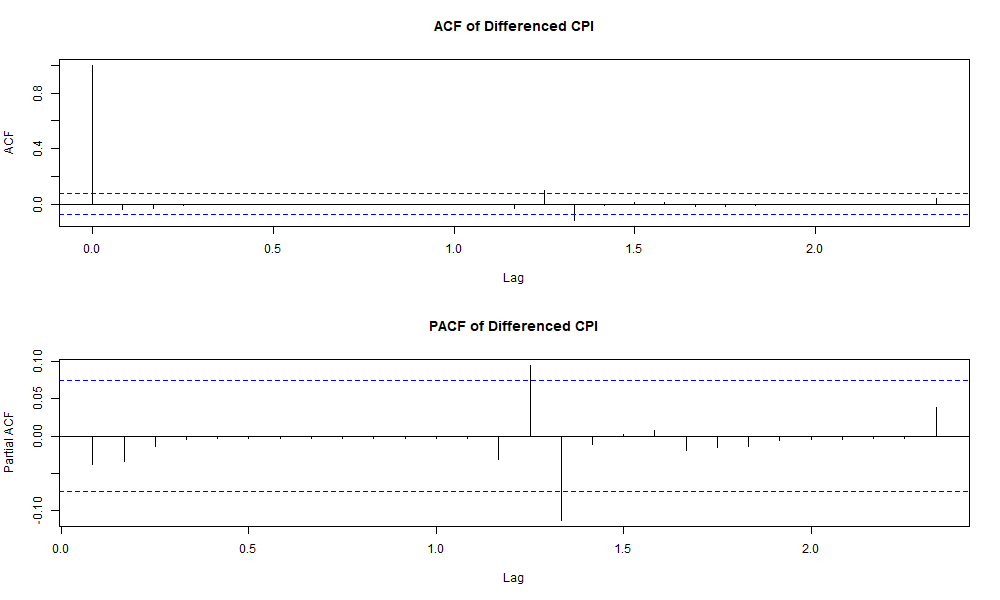 ACF of Differenced CPI
ACF
0.8
0.4
0.0
0.0 0.5 1.0 1.5 2.0
Lag
PACF of Differenced CPI
Partial ACF
0.10
0.05
0.00
-0.10
0.0 0.5 1.0 1.5 2.0
Lag